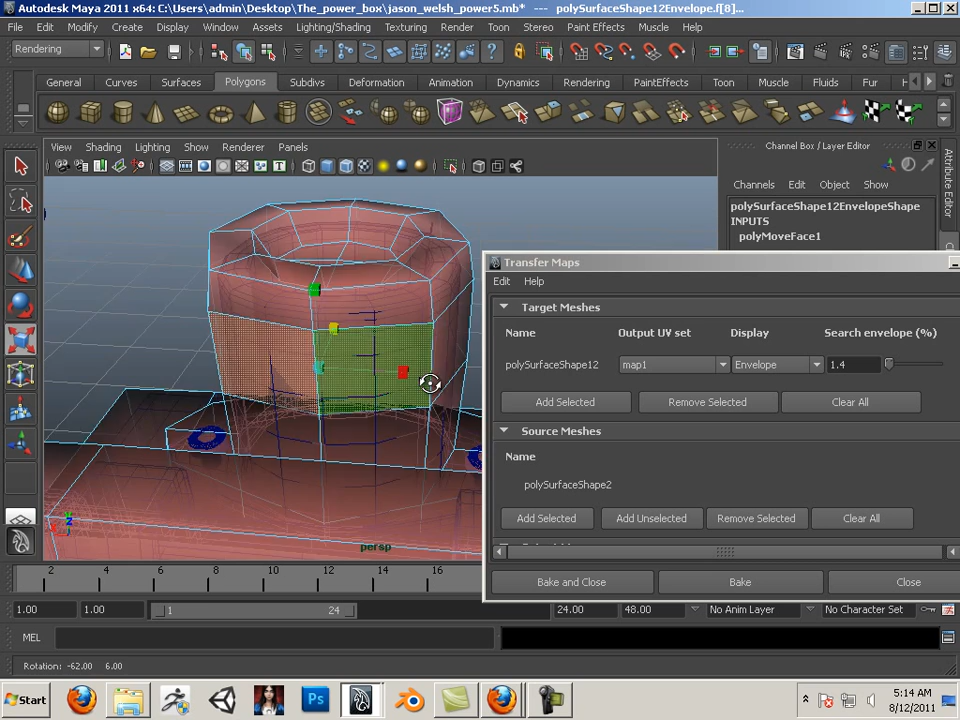 Autodesk Maya 2011 x64: C:\Users\admin\Desktop\The_power_box\jason_welsh_power5.mb* --- polySurfaceShape12Envelope.f[8]...
File Edit Modify Create Display Window Assets Lighting/Shading Texturing Render Toon Stereo Paint Effects Muscle Help
Rendering
General Curves Surfaces Polygons Subdivs Deformation Animation Dynamics Rendering PaintEffects Toon Muscle Fluids Fur H
View Shading Lighting Show Renderer Panels
Channel Box / Layer Editor
Channels Edit Object Show
polySurfaceShape12EnvelopeShape
INPUTS
polyMoveFace1
Attribute Editor
Transfer Maps
Edit Help
Target Meshes
Name Output UV set Display Search envelope (%)
polySurfaceShape12 map1 Envelope 1.4
Add Selected Remove Selected Clear All
Source Meshes
Name
polySurfaceShape2
Add Selected Add Unselected Remove Selected Clear All
Bake and Close Bake Close
persp
2 4 6 8 10 12 14 16
1.00 1.00 1 24 24.00 48.00 No Anim Layer No Character Set
MEL
Rotation: -62.00 6.00
Start
Ps
5:14 AM
8/12/2011